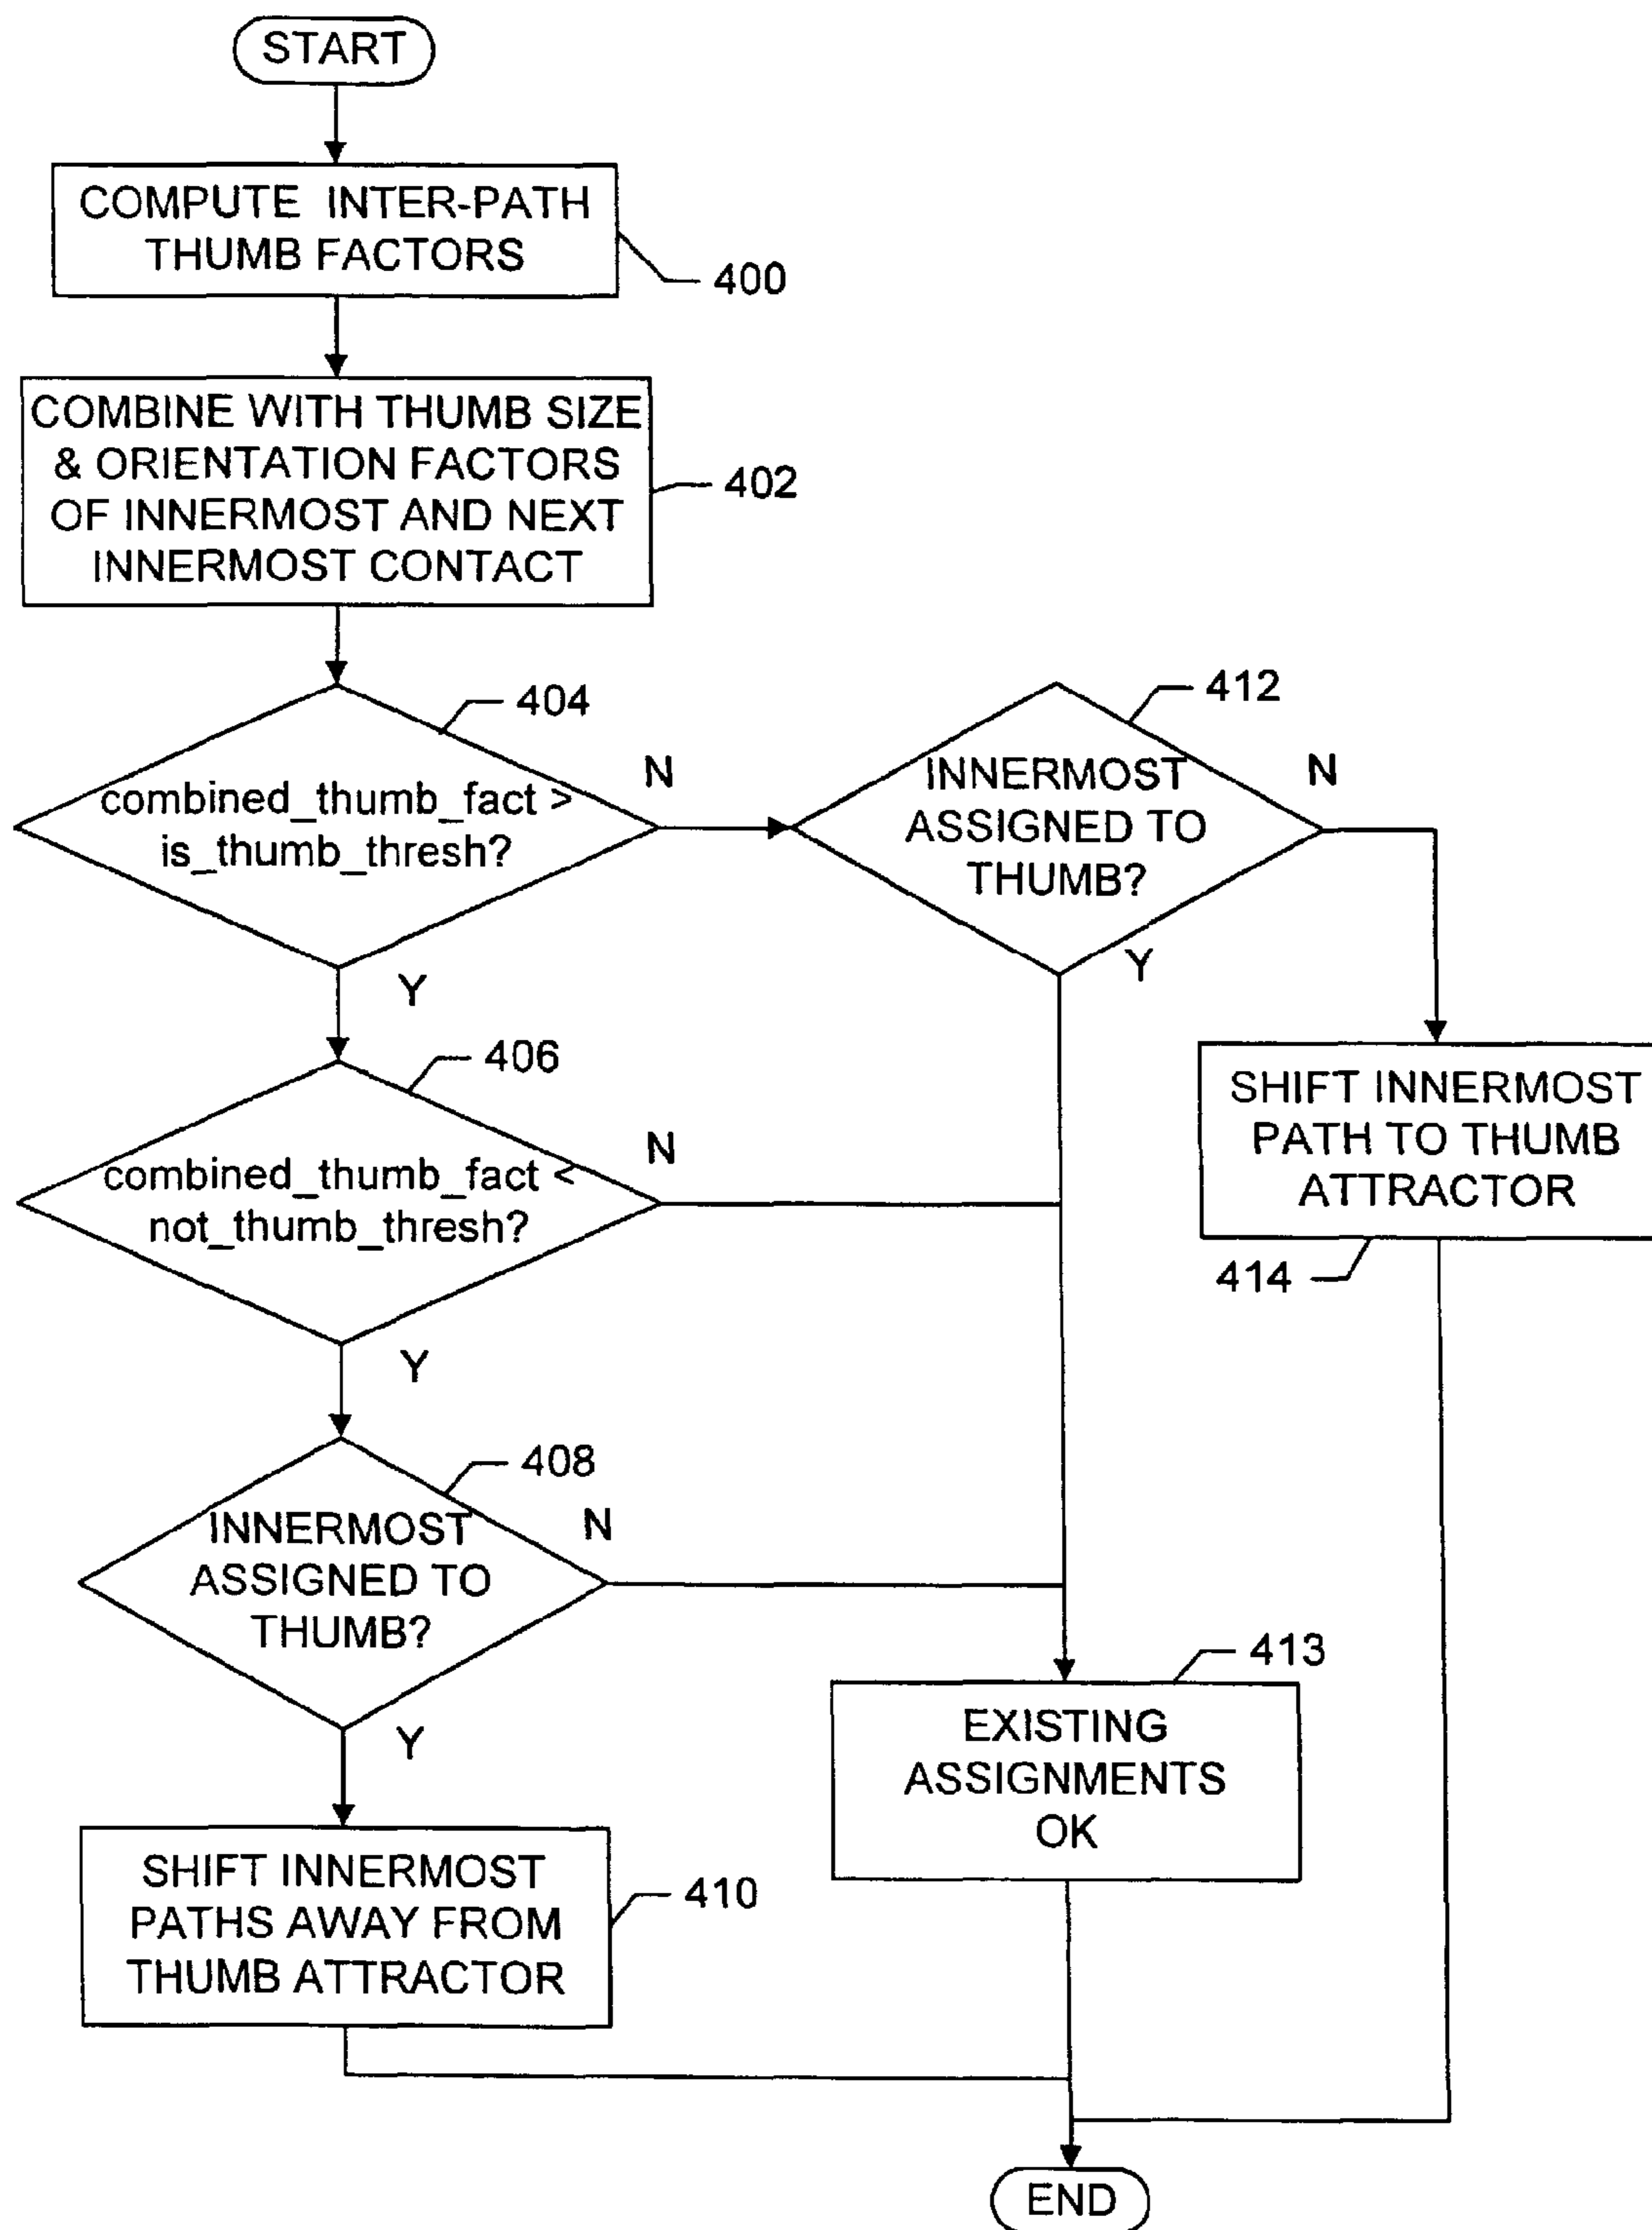 START
COMPUTE INTER-PATH
THUMB FACTORS
400
COMBINE WITH THUMB SIZE
& ORIENTATION FACTORS
OF INNERMOST AND NEXT
INNERMOST CONTACT
402
404
combined_thumb_fact >
is_thumb_thresh?
N
Y
412
INNERMOST
ASSIGNED TO
THUMB?
N
Y
406
combined_thumb_fact <
not_thumb_thresh?
N
Y
SHIFT INNERMOST
PATH TO THUMB
ATTRACTOR
414
408
INNERMOST
ASSIGNED TO
THUMB?
N
Y
413
EXISTING
ASSIGNMENTS
OK
SHIFT INNERMOST
PATHS AWAY FROM
THUMB ATTRACTOR
410
END